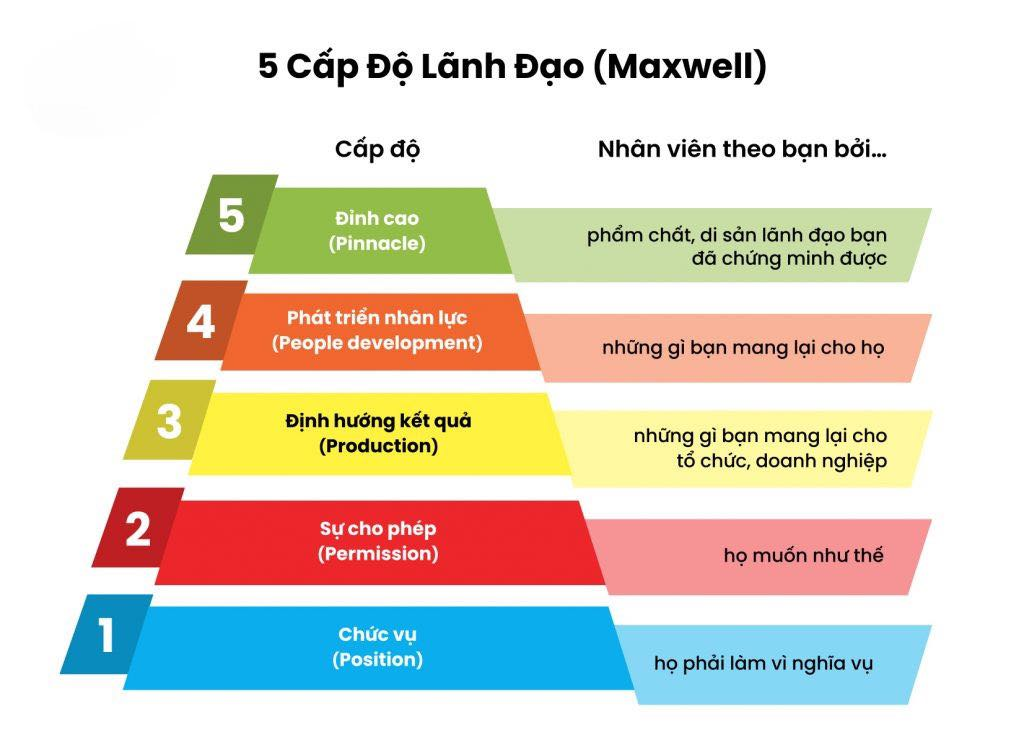 5 Cấp Độ Lãnh Đạo (Maxwell)
Cấp độ
Nhân viên theo bạn bởi...
5
Đỉnh cao
(Pinnacle)
phẩm chất, di sản lãnh đạo bạn
đã chứng minh được
4
Phát triển nhân lực
(People development)
những gì bạn mang lại cho họ
3
Định hướng kết quả
(Production)
những gì bạn mang lại cho
tổ chức, doanh nghiệp
2
Sự cho phép
(Permission)
họ muốn như thế
1
Chức vụ
(Position)
họ phải làm vì nghĩa vụ